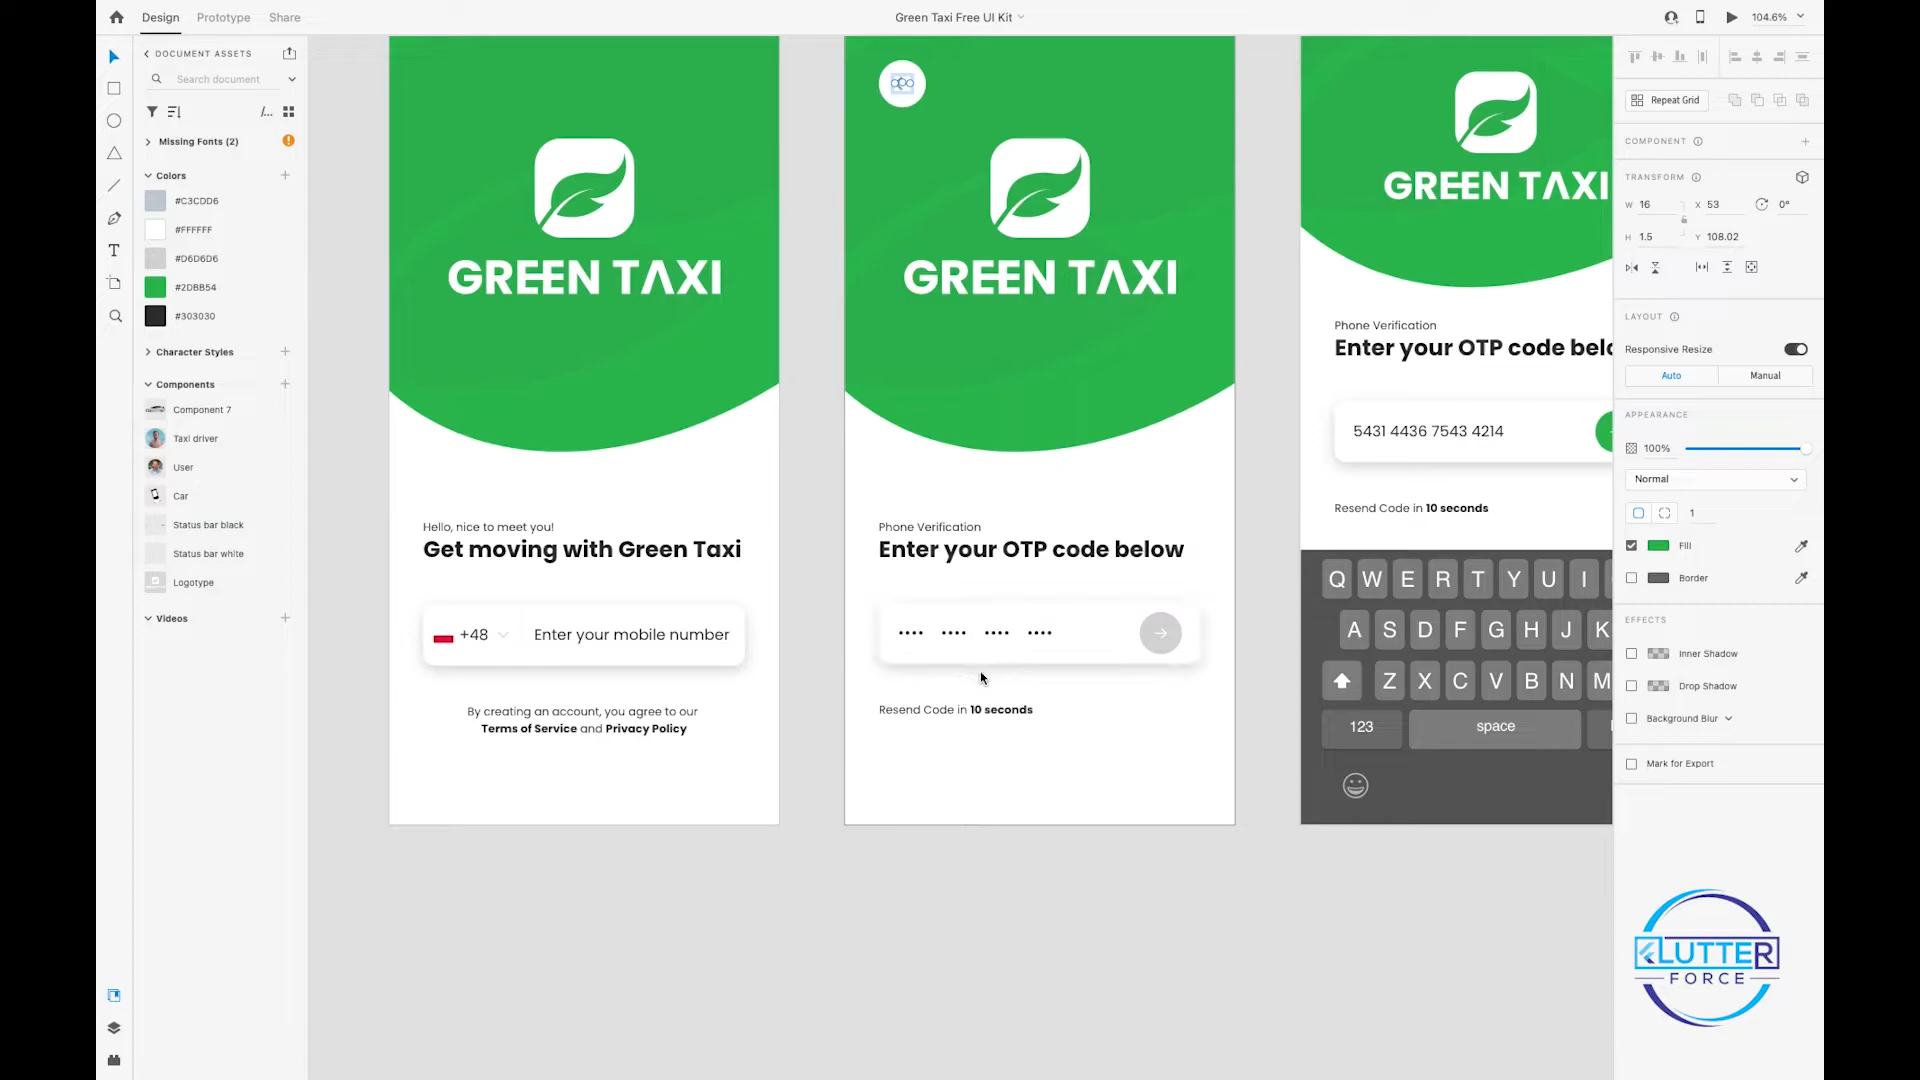 Design Prototype Share
Green Taxi Free UI Kit
104.6%
DOCUMENT ASSETS
Search document
Missing Fonts (2)
Colors
#C3CDD6
#FFFFFF
#D6D6D6
#2DBB54
#303030
Character Styles
Components
Component 7
Taxi driver
User
Car
Status bar black
Status bar white
Logotype
Videos
GREEN TAXI
Hello, nice to meet you!
Get moving with Green Taxi
+48 Enter your mobile number
By creating an account, you agree to our
Terms of Service and Privacy Policy
GREEN TAXI
Phone Verification
Enter your OTP code below
Resend Code in 10 seconds
GREEN TAXI
Phone Verification
Enter your OTP code belo
5431 4436 7543 4214
Resend Code in 10 seconds
Q W E R T Y U I
A S D F G H J K
Z X C V B N M
123 space
Repeat Grid
COMPONENT
TRANSFORM
W 16 X 53 0°
H 1.5 Y 108.02
LAYOUT
Responsive Resize
Auto Manual
APPEARANCE
100%
Normal
1
Fill
Border
EFFECTS
Inner Shadow
Drop Shadow
Background Blur
Mark for Export
FLUTTER
FORCE